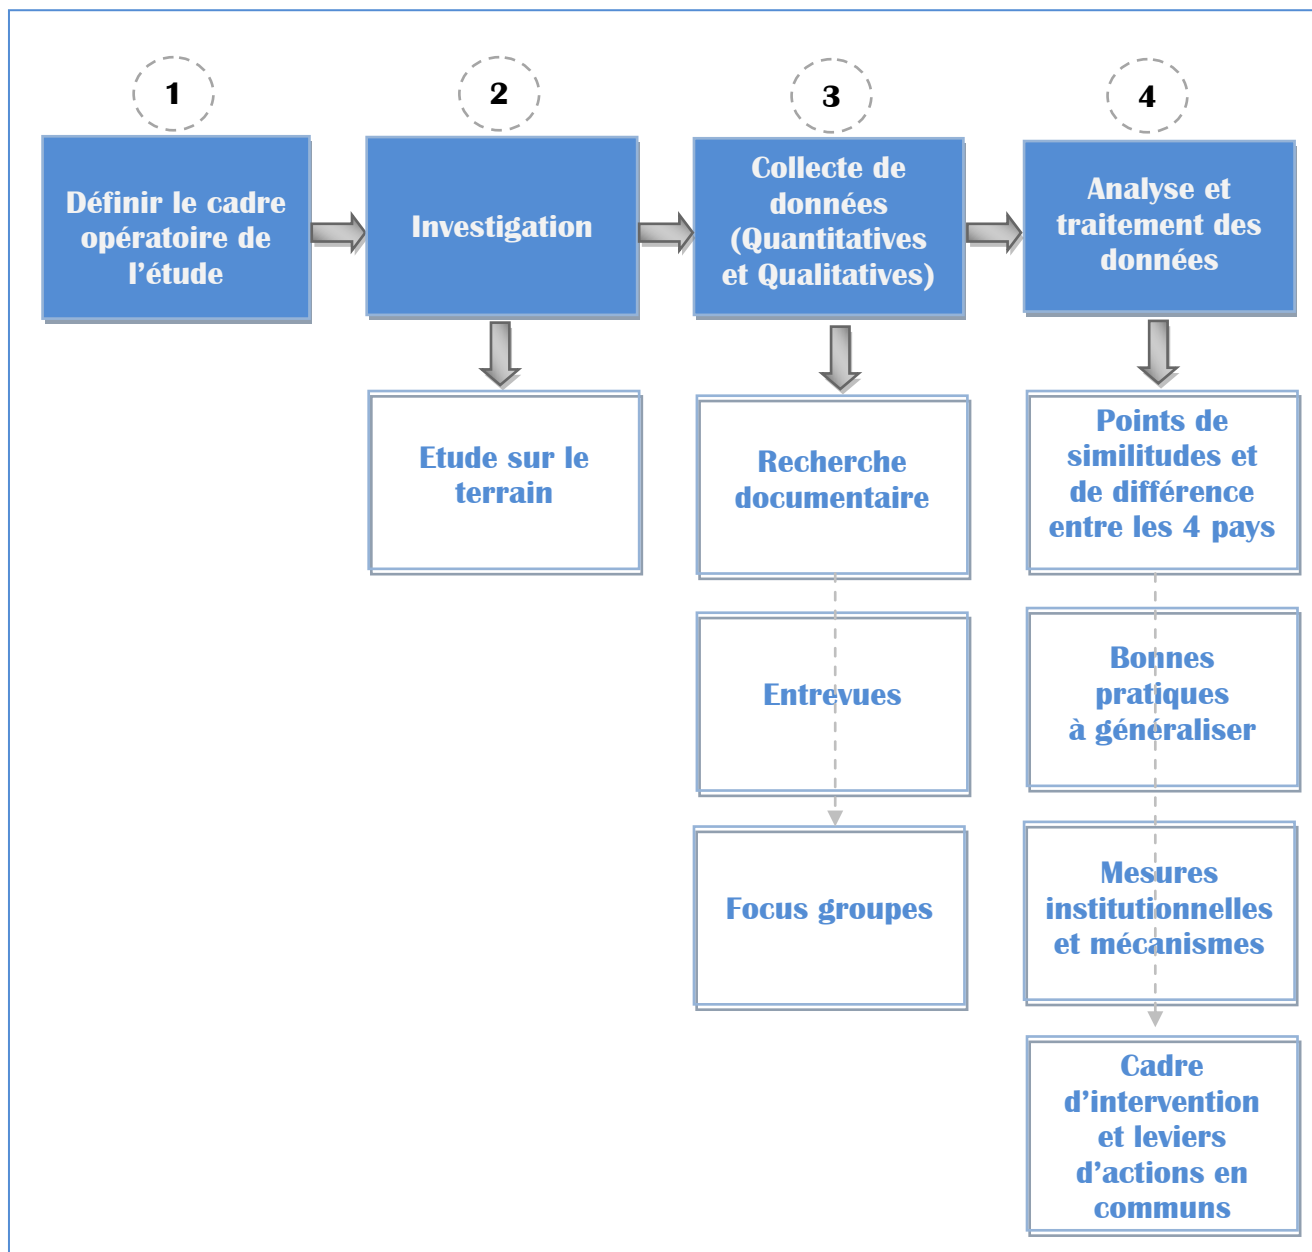 1
Définir le cadre
opératoire de
l’étude
2
Investigation
Etude sur le
terrain
3
Collecte de
données
(Quantitatives
et Qualitatives)
Recherche
documentaire
Entrevues
Focus groupes
4
Analyse et
traitement des
données
Points de
similitudes et
de différence
entre les 4 pays
Bonnes
pratiques
à généraliser
Mesures
institutionnelles
et mécanismes
Cadre
d’intervention
et leviers
d’actions en
communs